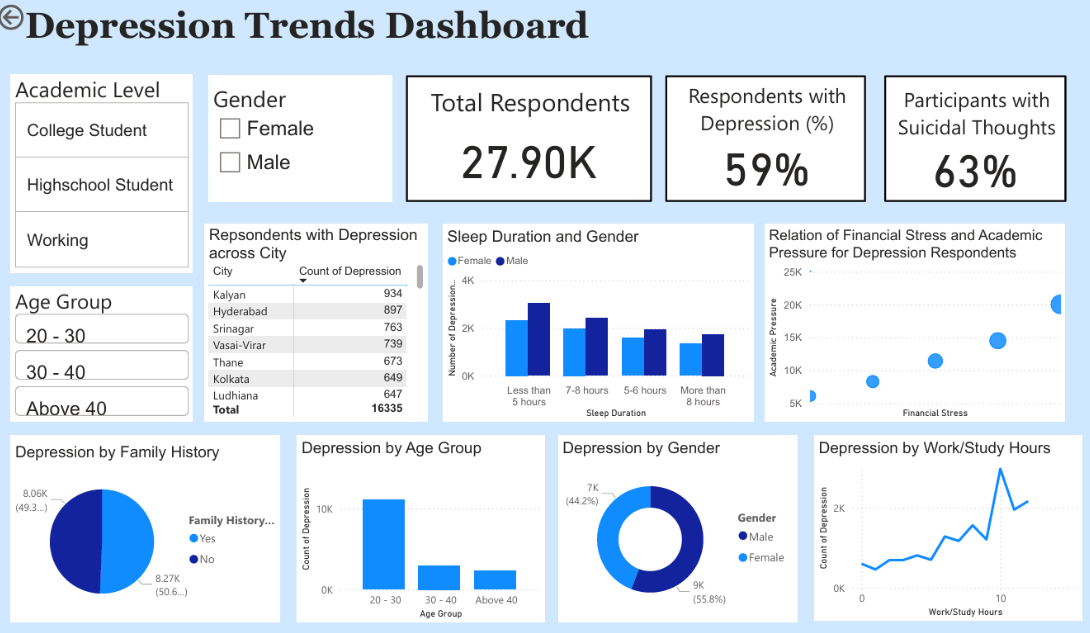 Depression Trends Dashboard
Academic Level
College Student
Highschool Student
Working
Gender
Female
Male
Total Respondents
27.90K
Respondents with
Depression (%)
59%
Participants with
Suicidal Thoughts
63%
Age Group
20 - 30
30 - 40
Above 40
Repsondents with Depression
across City
City Count of Depression
Kalyan 934
Hyderabad 897
Srinagar 763
Vasai-Virar 739
Thane 673
Kolkata 649
Ludhiana 647
Total 16335
Sleep Duration and Gender
Female Male
Number of Depression...
4K
2K
0K
Less than
5 hours
7-8 hours
5-6 hours
More than
8 hours
Sleep Duration
Relation of Financial Stress and Academic
Pressure for Depression Respondents
Academic Pressure
25K
20K
15K
10K
5K
Financial Stress
Depression by Family History
8.06K
(49.3...)
8.27K
(50.6...)
Family History...
Yes
No
Depression by Age Group
Count of Depression
10K
0K
20 - 30
30 - 40
Above 40
Age Group
Depression by Gender
7K
(44.2%)
9K
(55.8%)
Gender
Male
Female
Depression by Work/Study Hours
Count of Depression
2K
0K
0
10
Work/Study Hours